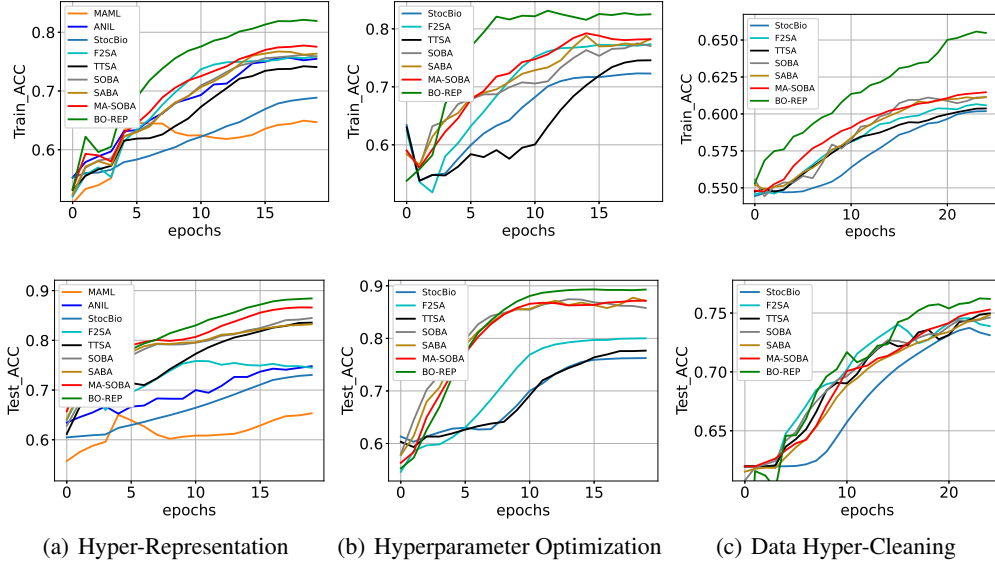 0.8
0.7
0.6
Train_ACC
MAML
ANIL
StocBio
F2SA
TTSA
SOBA
SABA
MA-SOBA
BO-REP
0
5
10
15
epochs
0.8
0.7
0.6
Train_ACC
StocBio
F2SA
TTSA
SOBA
SABA
MA-SOBA
BO-REP
0
5
10
15
epochs
0.650
0.625
0.600
0.575
0.550
Train_ACC
StocBio
F2SA
TTSA
SOBA
SABA
MA-SOBA
BO-REP
0
10
20
epochs
0.9
0.8
0.7
0.6
Test_ACC
MAML
ANIL
StocBio
F2SA
TTSA
SOBA
SABA
MA-SOBA
BO-REP
0
5
10
15
epochs
0.9
0.8
0.7
0.6
Test_ACC
StocBio
F2SA
TTSA
SOBA
SABA
MA-SOBA
BO-REP
0
5
10
15
epochs
0.75
0.70
0.65
Test_ACC
StocBio
F2SA
TTSA
SOBA
SABA
MA-SOBA
BO-REP
0
10
20
epochs
(a) Hyper-Representation
(b) Hyperparameter Optimization
(c) Data Hyper-Cleaning